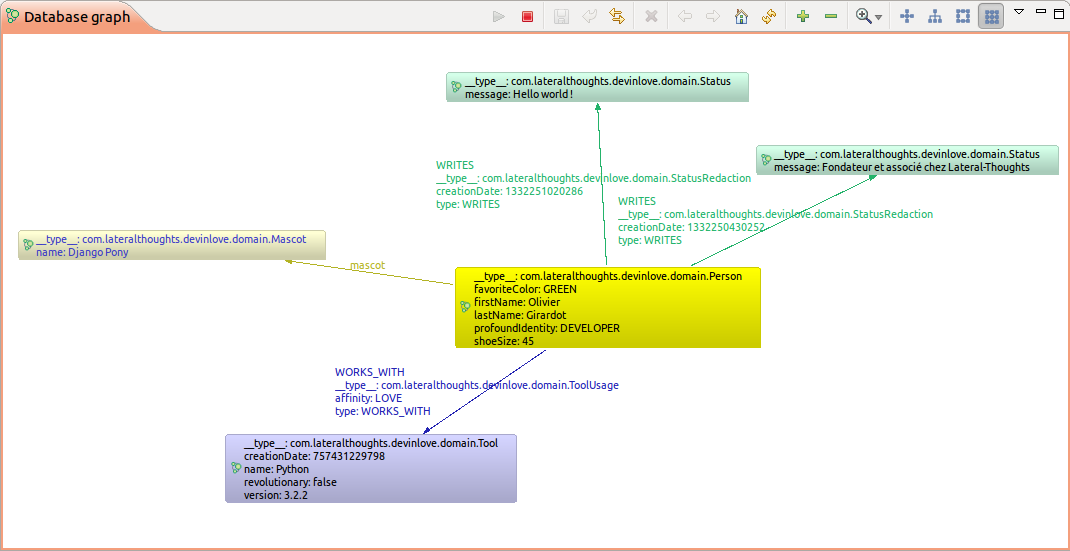 Database graph
__type__: com.lateralthoughts.devinlove.domain.Status
message: Hello world !
__type__: com.lateralthoughts.devinlove.domain.Status
message: Fondateur et associé chez Lateral-Thoughts
WRITES
__type__: com.lateralthoughts.devinlove.domain.StatusRedaction
creationDate: 1332251020286
type: WRITES
WRITES
__type__: com.lateralthoughts.devinlove.domain.StatusRedaction
creationDate: 1332250430252
type: WRITES
__type__: com.lateralthoughts.devinlove.domain.Mascot
name: Django Pony
mascot
__type__: com.lateralthoughts.devinlove.domain.Person
favoriteColor: GREEN
firstName: Olivier
lastName: Girardot
profoundIdentity: DEVELOPER
shoeSize: 45
WORKS_WITH
__type__: com.lateralthoughts.devinlove.domain.ToolUsage
affinity: LOVE
type: WORKS_WITH
__type__: com.lateralthoughts.devinlove.domain.Tool
creationDate: 757431229798
name: Python
revolutionary: false
version: 3.2.2